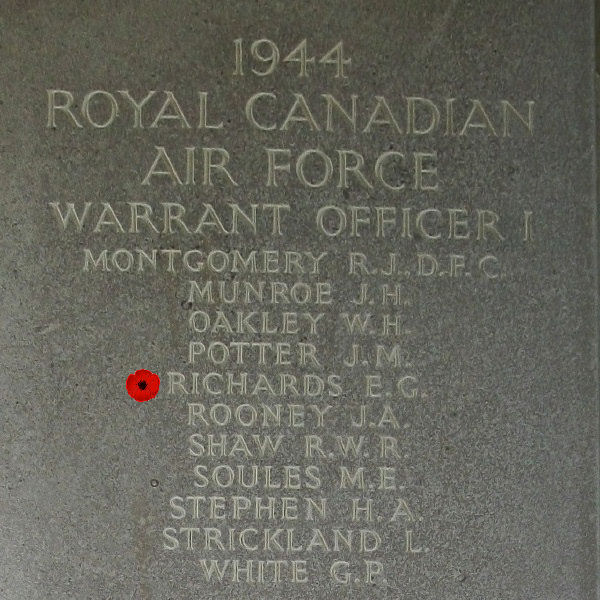 1944
ROYAL CANADIAN
AIR FORCE
WARRANT OFFICER I
MONTGOMERY R.J., D.F.C.
MUNROE J.H.
OAKLEY W.H.
POTTER J.M.
RICHARDS E.G.
ROONEY J.A.
SHAW R.W.R.
SOULES M.E.
STEPHEN H.A.
STRICKLAND L.
WHITE G.P.